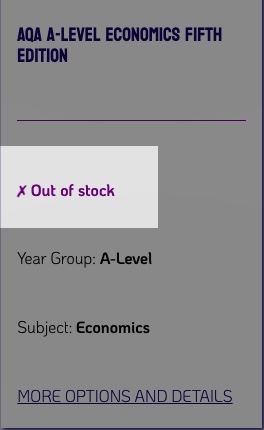 AQA A-LEVEL ECONOMICS FIFTH
EDITION
✗ Out of stock
Year Group: A-Level
Subject: Economics
MORE OPTIONS AND DETAILS